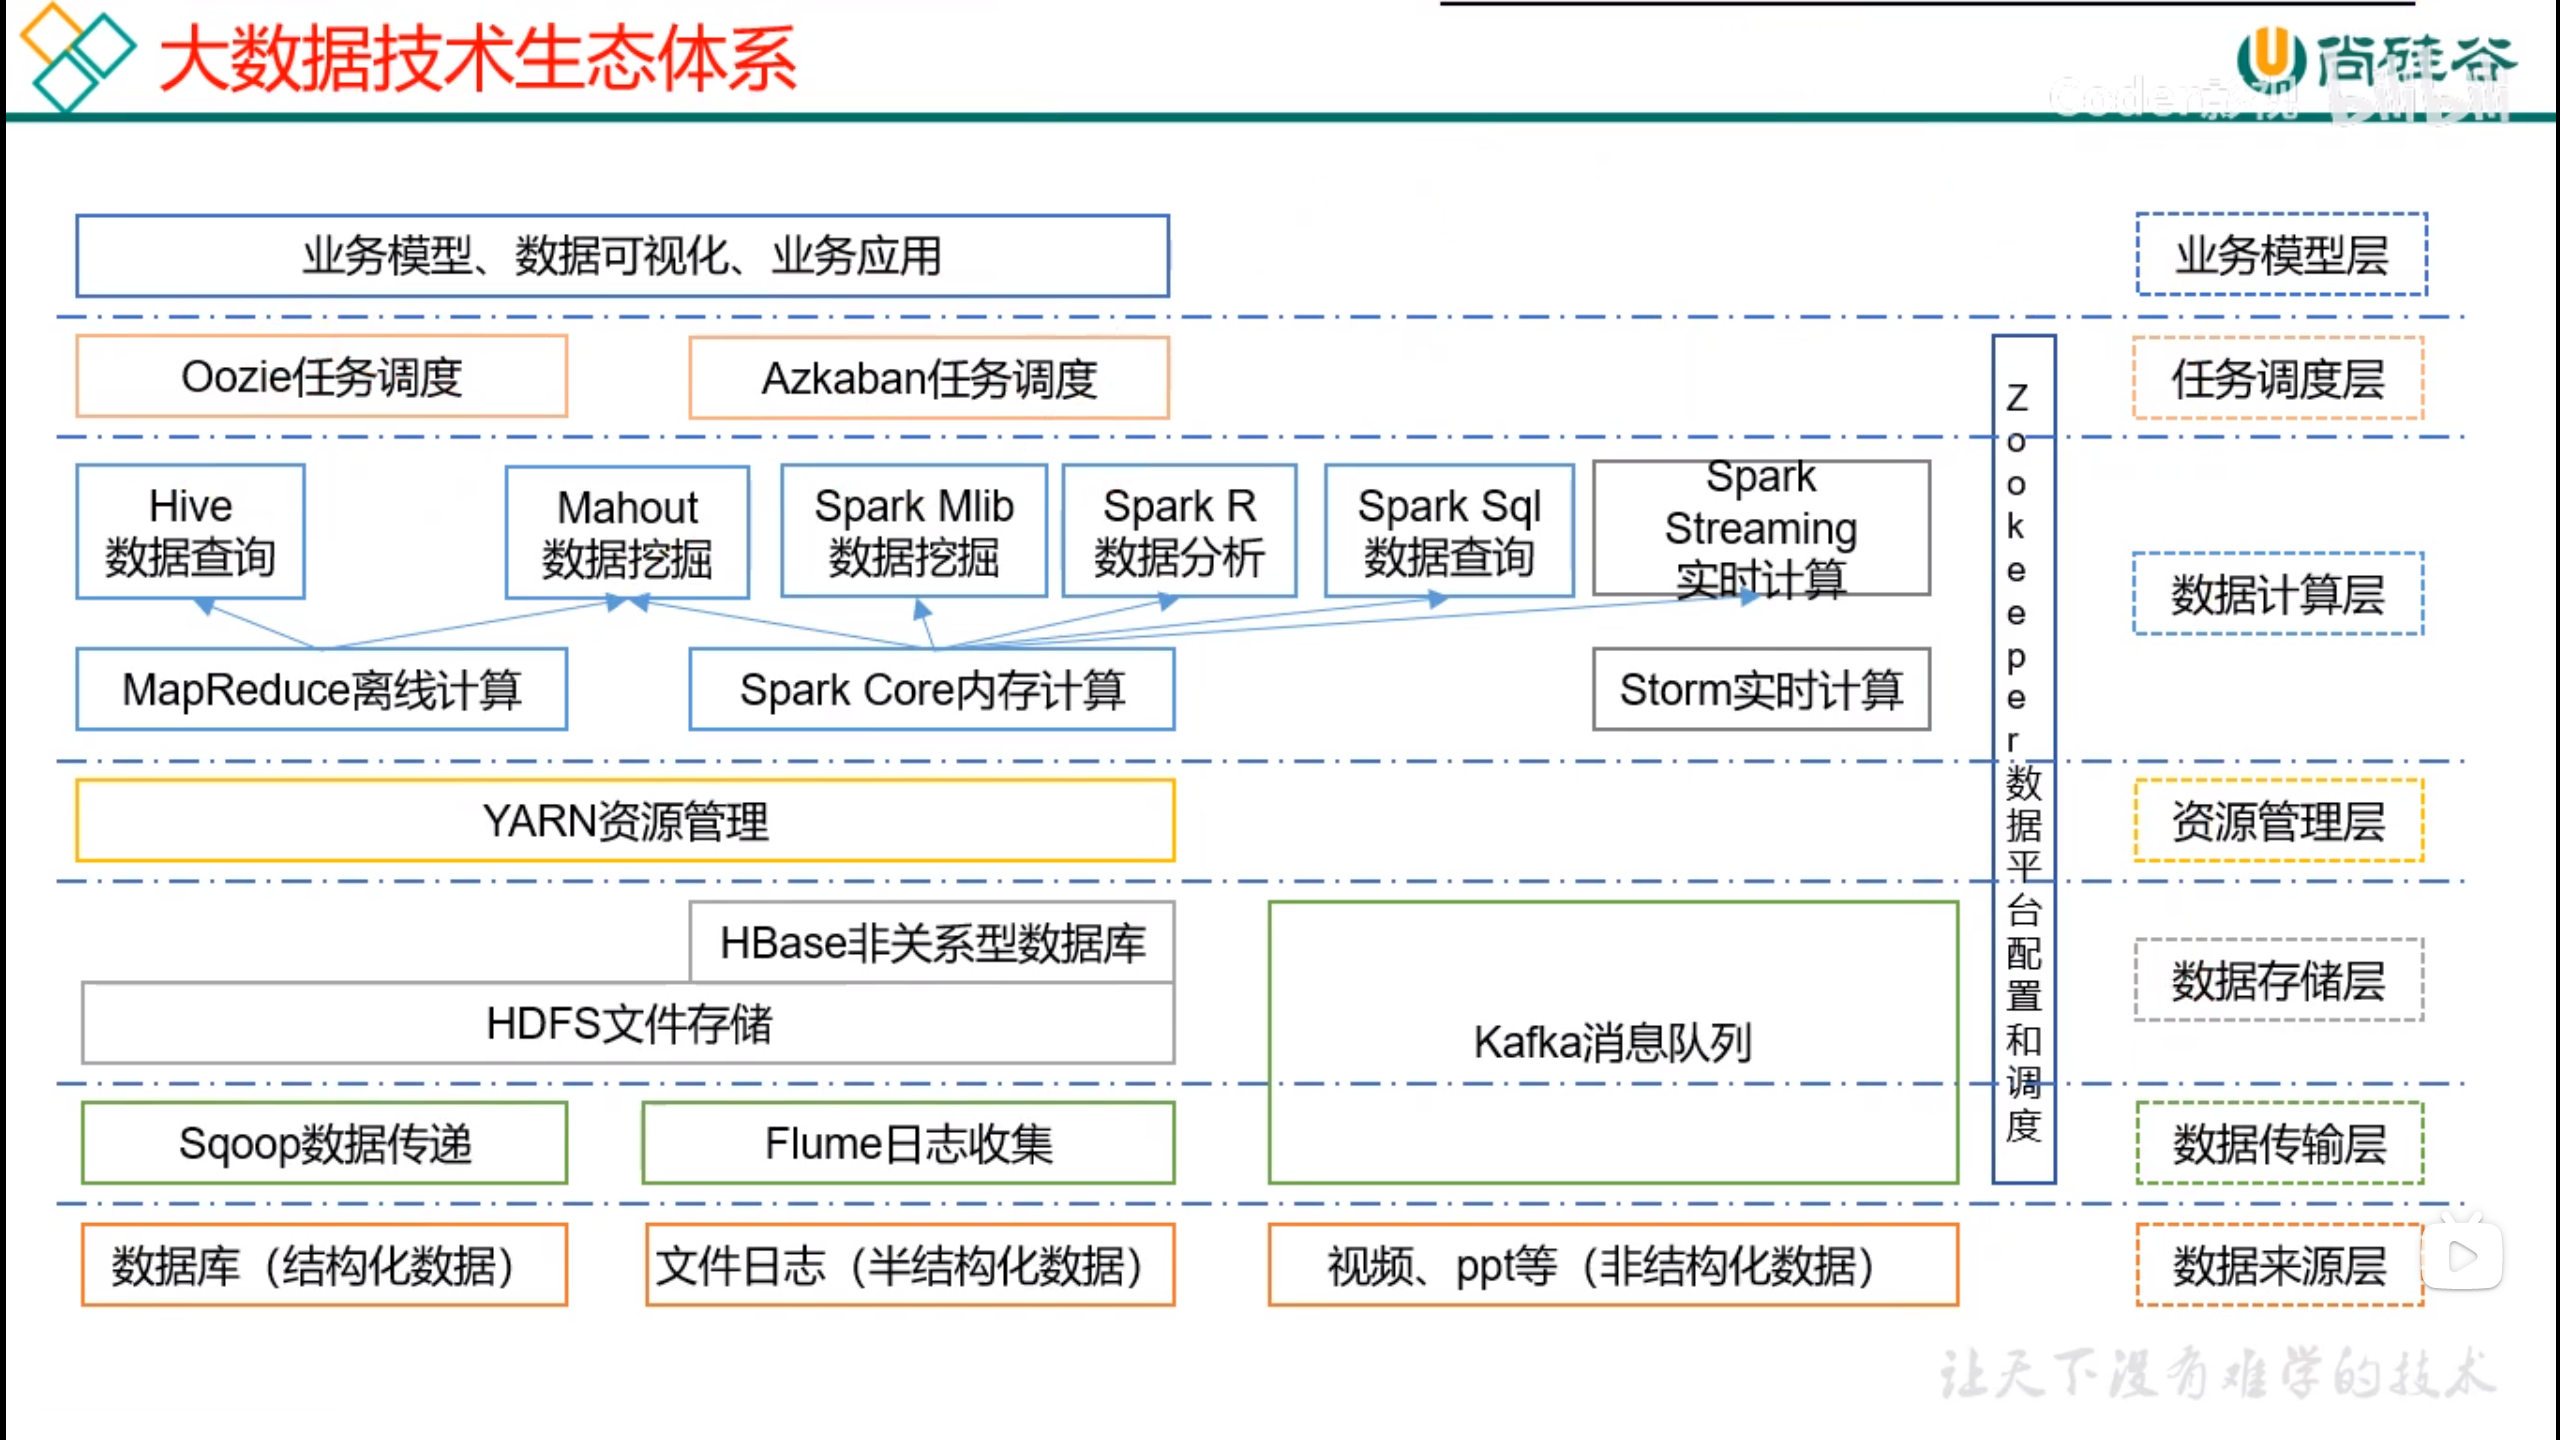 大数据技术生态体系
尚硅谷
Coder影视 bilibili
业务模型、数据可视化、业务应用
业务模型层
Oozie任务调度
Azkaban任务调度
任务调度层
Hive
数据查询
Mahout
数据挖掘
Spark Mlib
数据挖掘
Spark R
数据分析
Spark Sql
数据查询
Spark
Streaming
实时计算
数据计算层
MapReduce离线计算
Spark Core内存计算
Storm实时计算
Zookeeper数据平台配置和调度
YARN资源管理
资源管理层
HBase非关系型数据库
HDFS文件存储
Kafka消息队列
数据存储层
Sqoop数据传递
Flume日志收集
数据传输层
数据库（结构化数据）
文件日志（半结构化数据）
视频、ppt等（非结构化数据）
数据来源层
让天下没有难学的技术